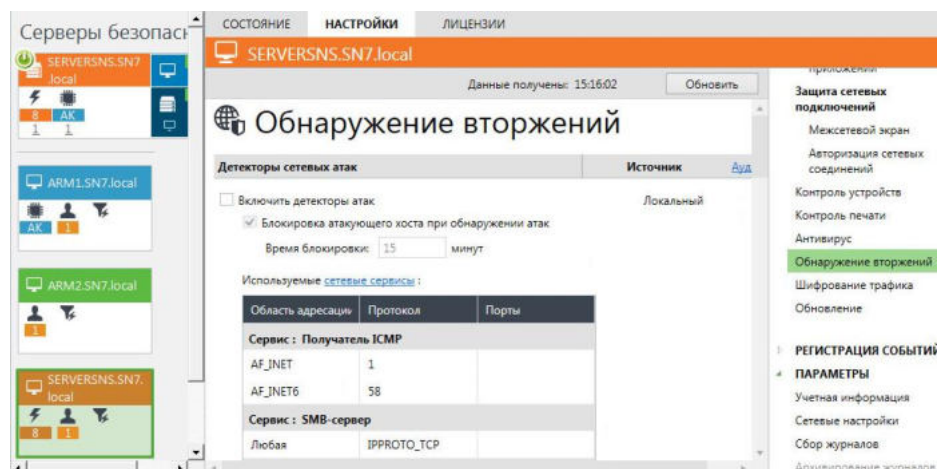 Серверы безопасн
SERVERSNS.SN7
.local
8 AK
1 1
ARM1.SN7.local
AK 1
ARM2.SN7.local
1
SERVERSNS.SN7.
local
8 1
СОСТОЯНИЕ НАСТРОЙКИ ЛИЦЕНЗИИ
SERVERSNS.SN7.local
Данные получены: 15:16:02 Обновить
Обнаружение вторжений
Детекторы сетевых атак Источник Ауд
Включить детекторы атак Локальный
Блокировка атакующего хоста при обнаружении атак
Время блокировки: 15 минут
Используемые сетевые сервисы :
Область адресации Протокол Порты
Сервис : Получатель ICMP
AF_INET 1
AF_INET6 58
Сервис : SMB-сервер
Любая IPPROTO_TCP
приложений
Защита сетевых
подключений
Межсетевой экран
Авторизация сетевых
соединений
Контроль устройств
Контроль печати
Антивирус
Обнаружение вторжений
Шифрование трафика
Обновление
РЕГИСТРАЦИЯ СОБЫТИЙ
ПАРАМЕТРЫ
Учетная информация
Сетевые настройки
Сбор журналов
Архивирование журналов